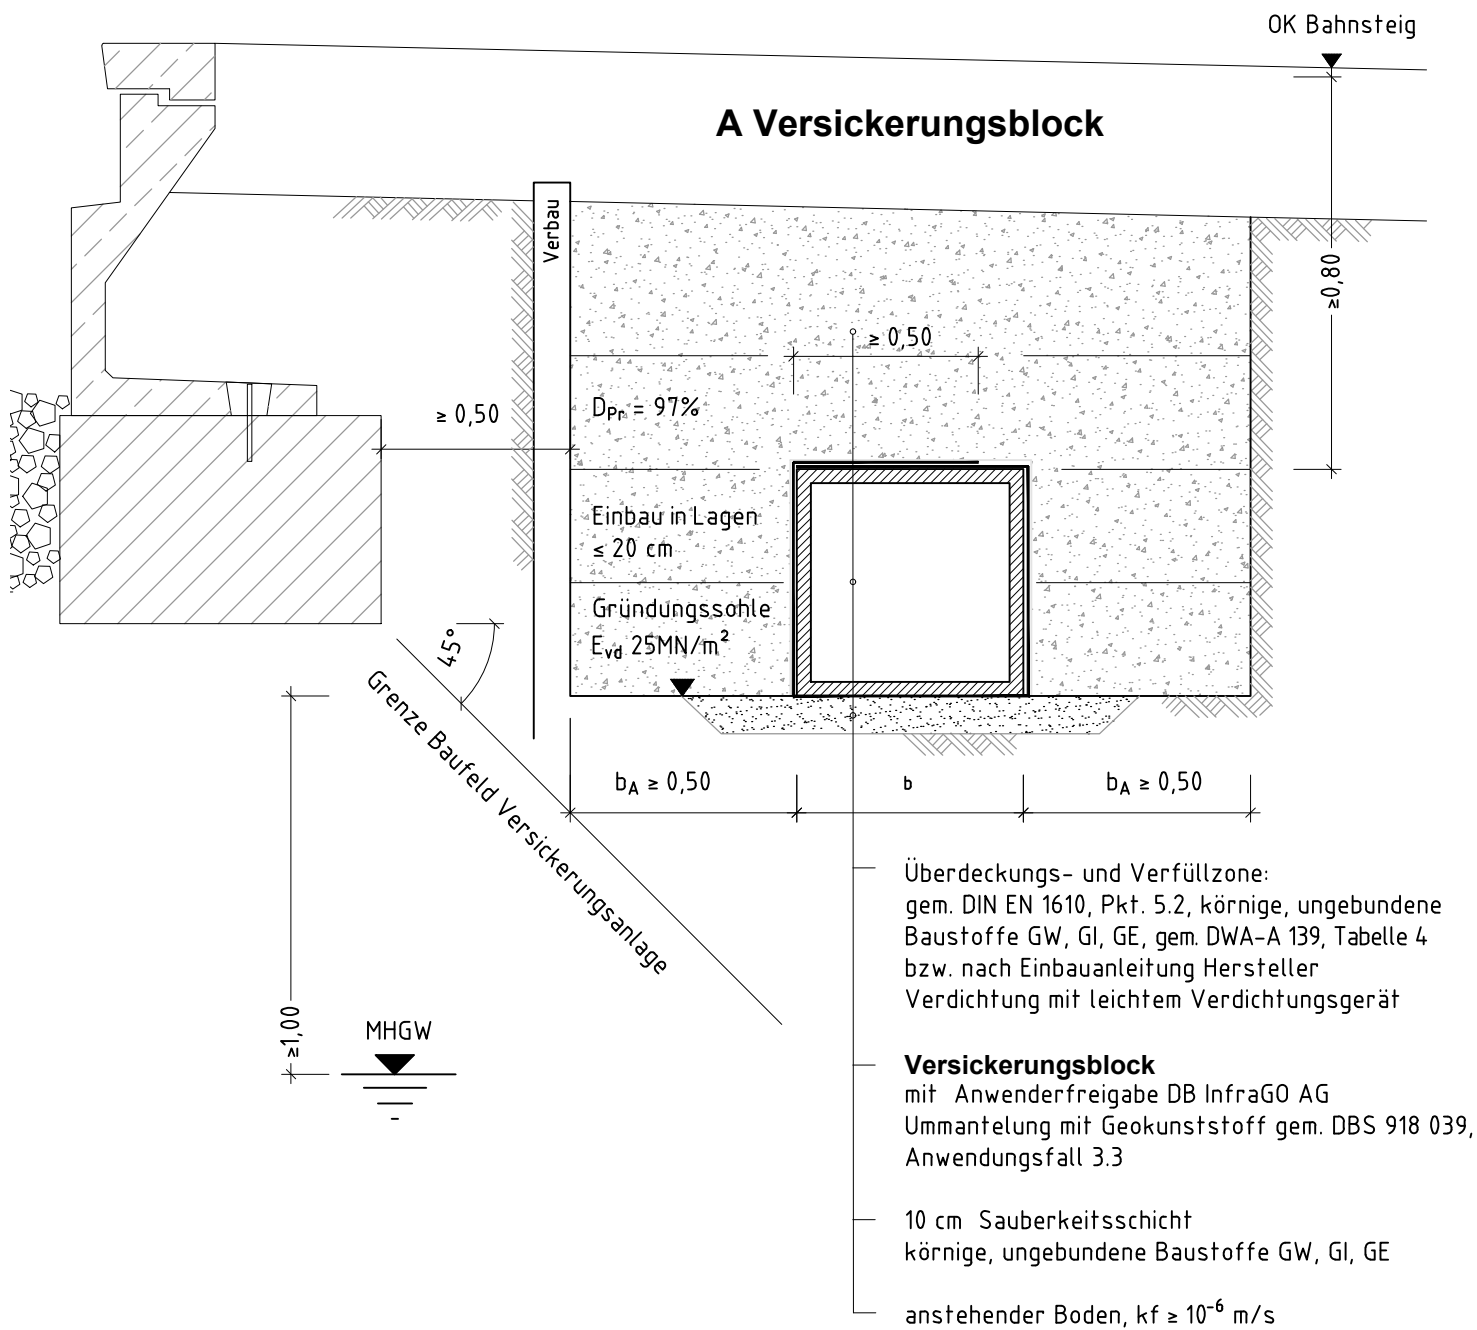 OK Bahnsteig
A Versickerungsblock
Verbau
≥0,80
≥ 0,50
D_Pr = 97%
≥ 0,50
Einbau in Lagen
≤ 20 cm
Gründungssohle
E_vd 25MN/m²
45°
Grenze Baufeld Versickerungsanlage
b_A ≥ 0,50
b
b_A ≥ 0,50
≥1,00
MHGW
Überdeckungs- und Verfüllzone:
gem. DIN EN 1610, Pkt. 5.2, körnige, ungebundene
Baustoffe GW, GI, GE, gem. DWA-A 139, Tabelle 4
bzw. nach Einbauanleitung Hersteller
Verdichtung mit leichtem Verdichtungsgerät
Versickerungsblock
mit Anwenderfreigabe DB InfraGO AG
Ummantelung mit Geokunststoff gem. DBS 918 039,
Anwendungsfall 3.3
10 cm Sauberkeitsschicht
körnige, ungebundene Baustoffe GW, GI, GE
anstehender Boden, kf ≥ 10⁻⁶ m/s